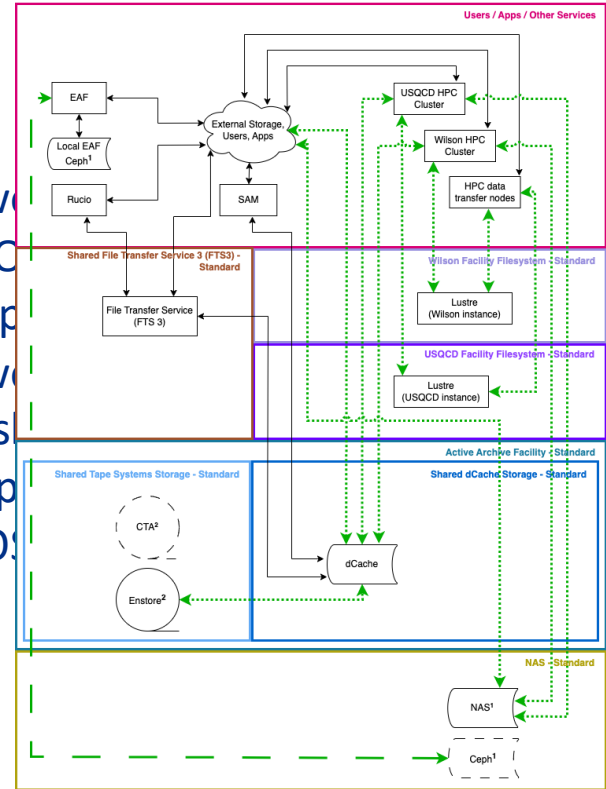 Users / Apps / Other Services
EAF
Local EAF
Ceph¹
Rucio
External Storage,
Users, Apps
SAM
USQCD HPC
Cluster
Wilson HPC
Cluster
HPC data
transfer nodes
Shared File Transfer Service 3 (FTS3) -
Standard
File Transfer Service
(FTS 3)
Wilson Facility Filesystem - Standard
Lustre
(Wilson instance)
USQCD Facility Filesystem - Standard
Lustre
(USQCD instance)
Active Archive Facility - Standard
Shared Tape Systems Storage - Standard
Shared dCache Storage - Standard
CTA²
Enstore²
dCache
NAS - Standard
NAS¹
Ceph¹